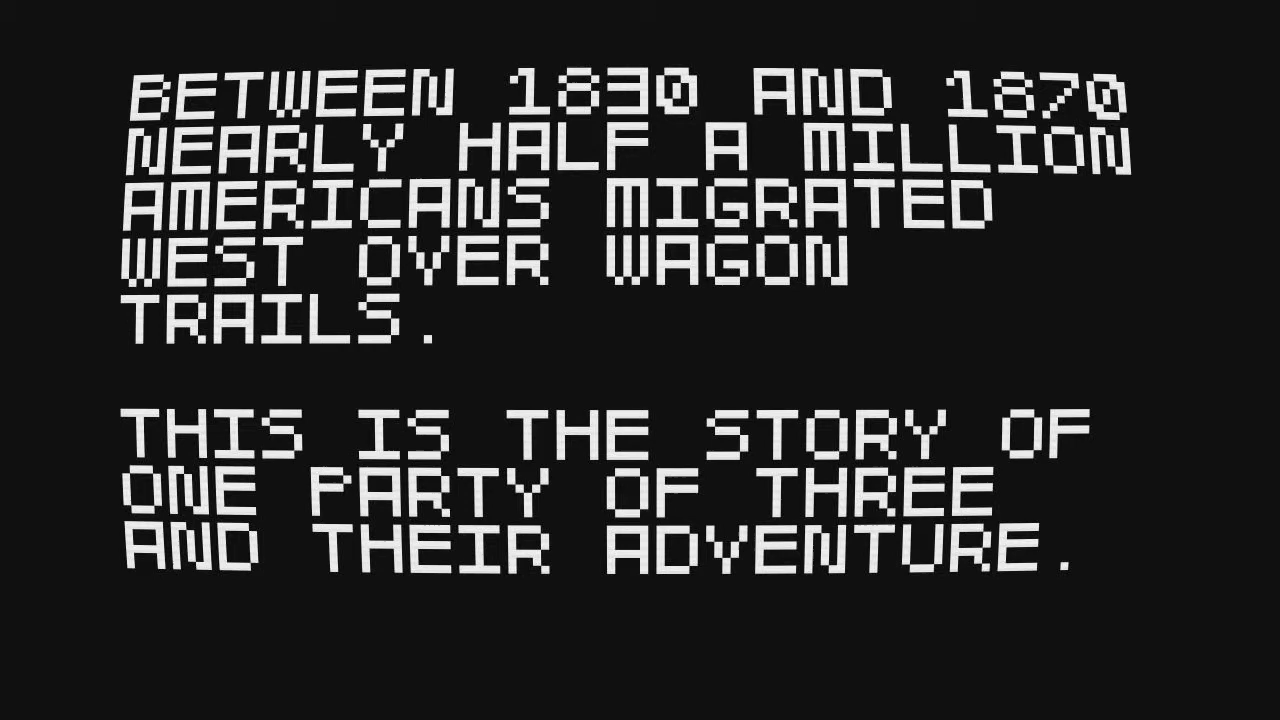 BETWEEN 1830 AND 1870
NEARLY HALF A MILLION
AMERICANS MIGRATED
WEST OVER WAGON
TRAILS.
THIS IS THE STORY OF
ONE PARTY OF THREE
AND THEIR ADVENTURE.